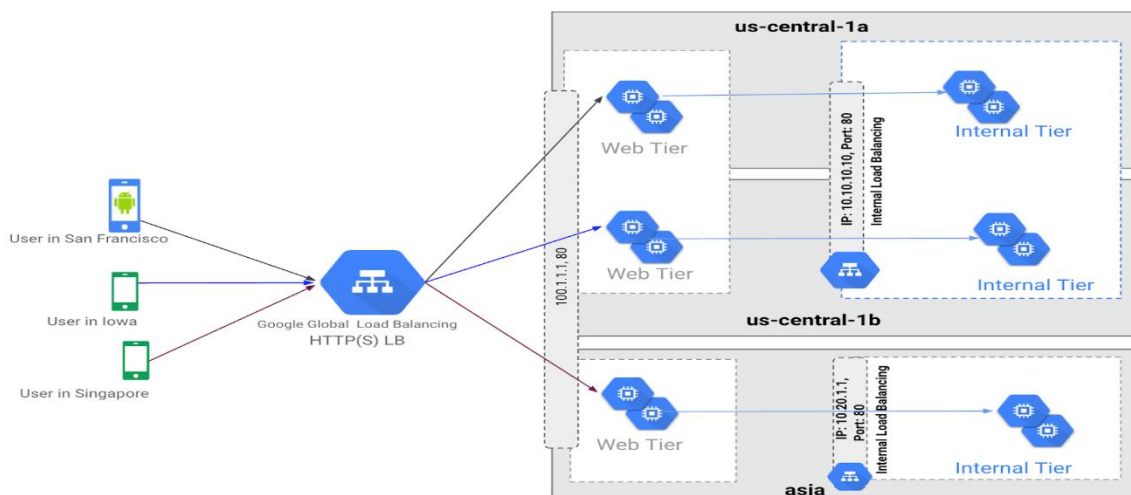 us-central-1a
Web Tier
IP: 10.10.10.10, Port: 80
Internal Load Balancing
Internal Tier
User in San Francisco
User in Iowa
User in Singapore
Google Global Load Balancing
HTTP(S) LB
100.1.1.1, 80
Web Tier
Internal Tier
us-central-1b
Web Tier
IP: 10.20.1.1,
Port: 80
Internal Load Balancing
Internal Tier
asia